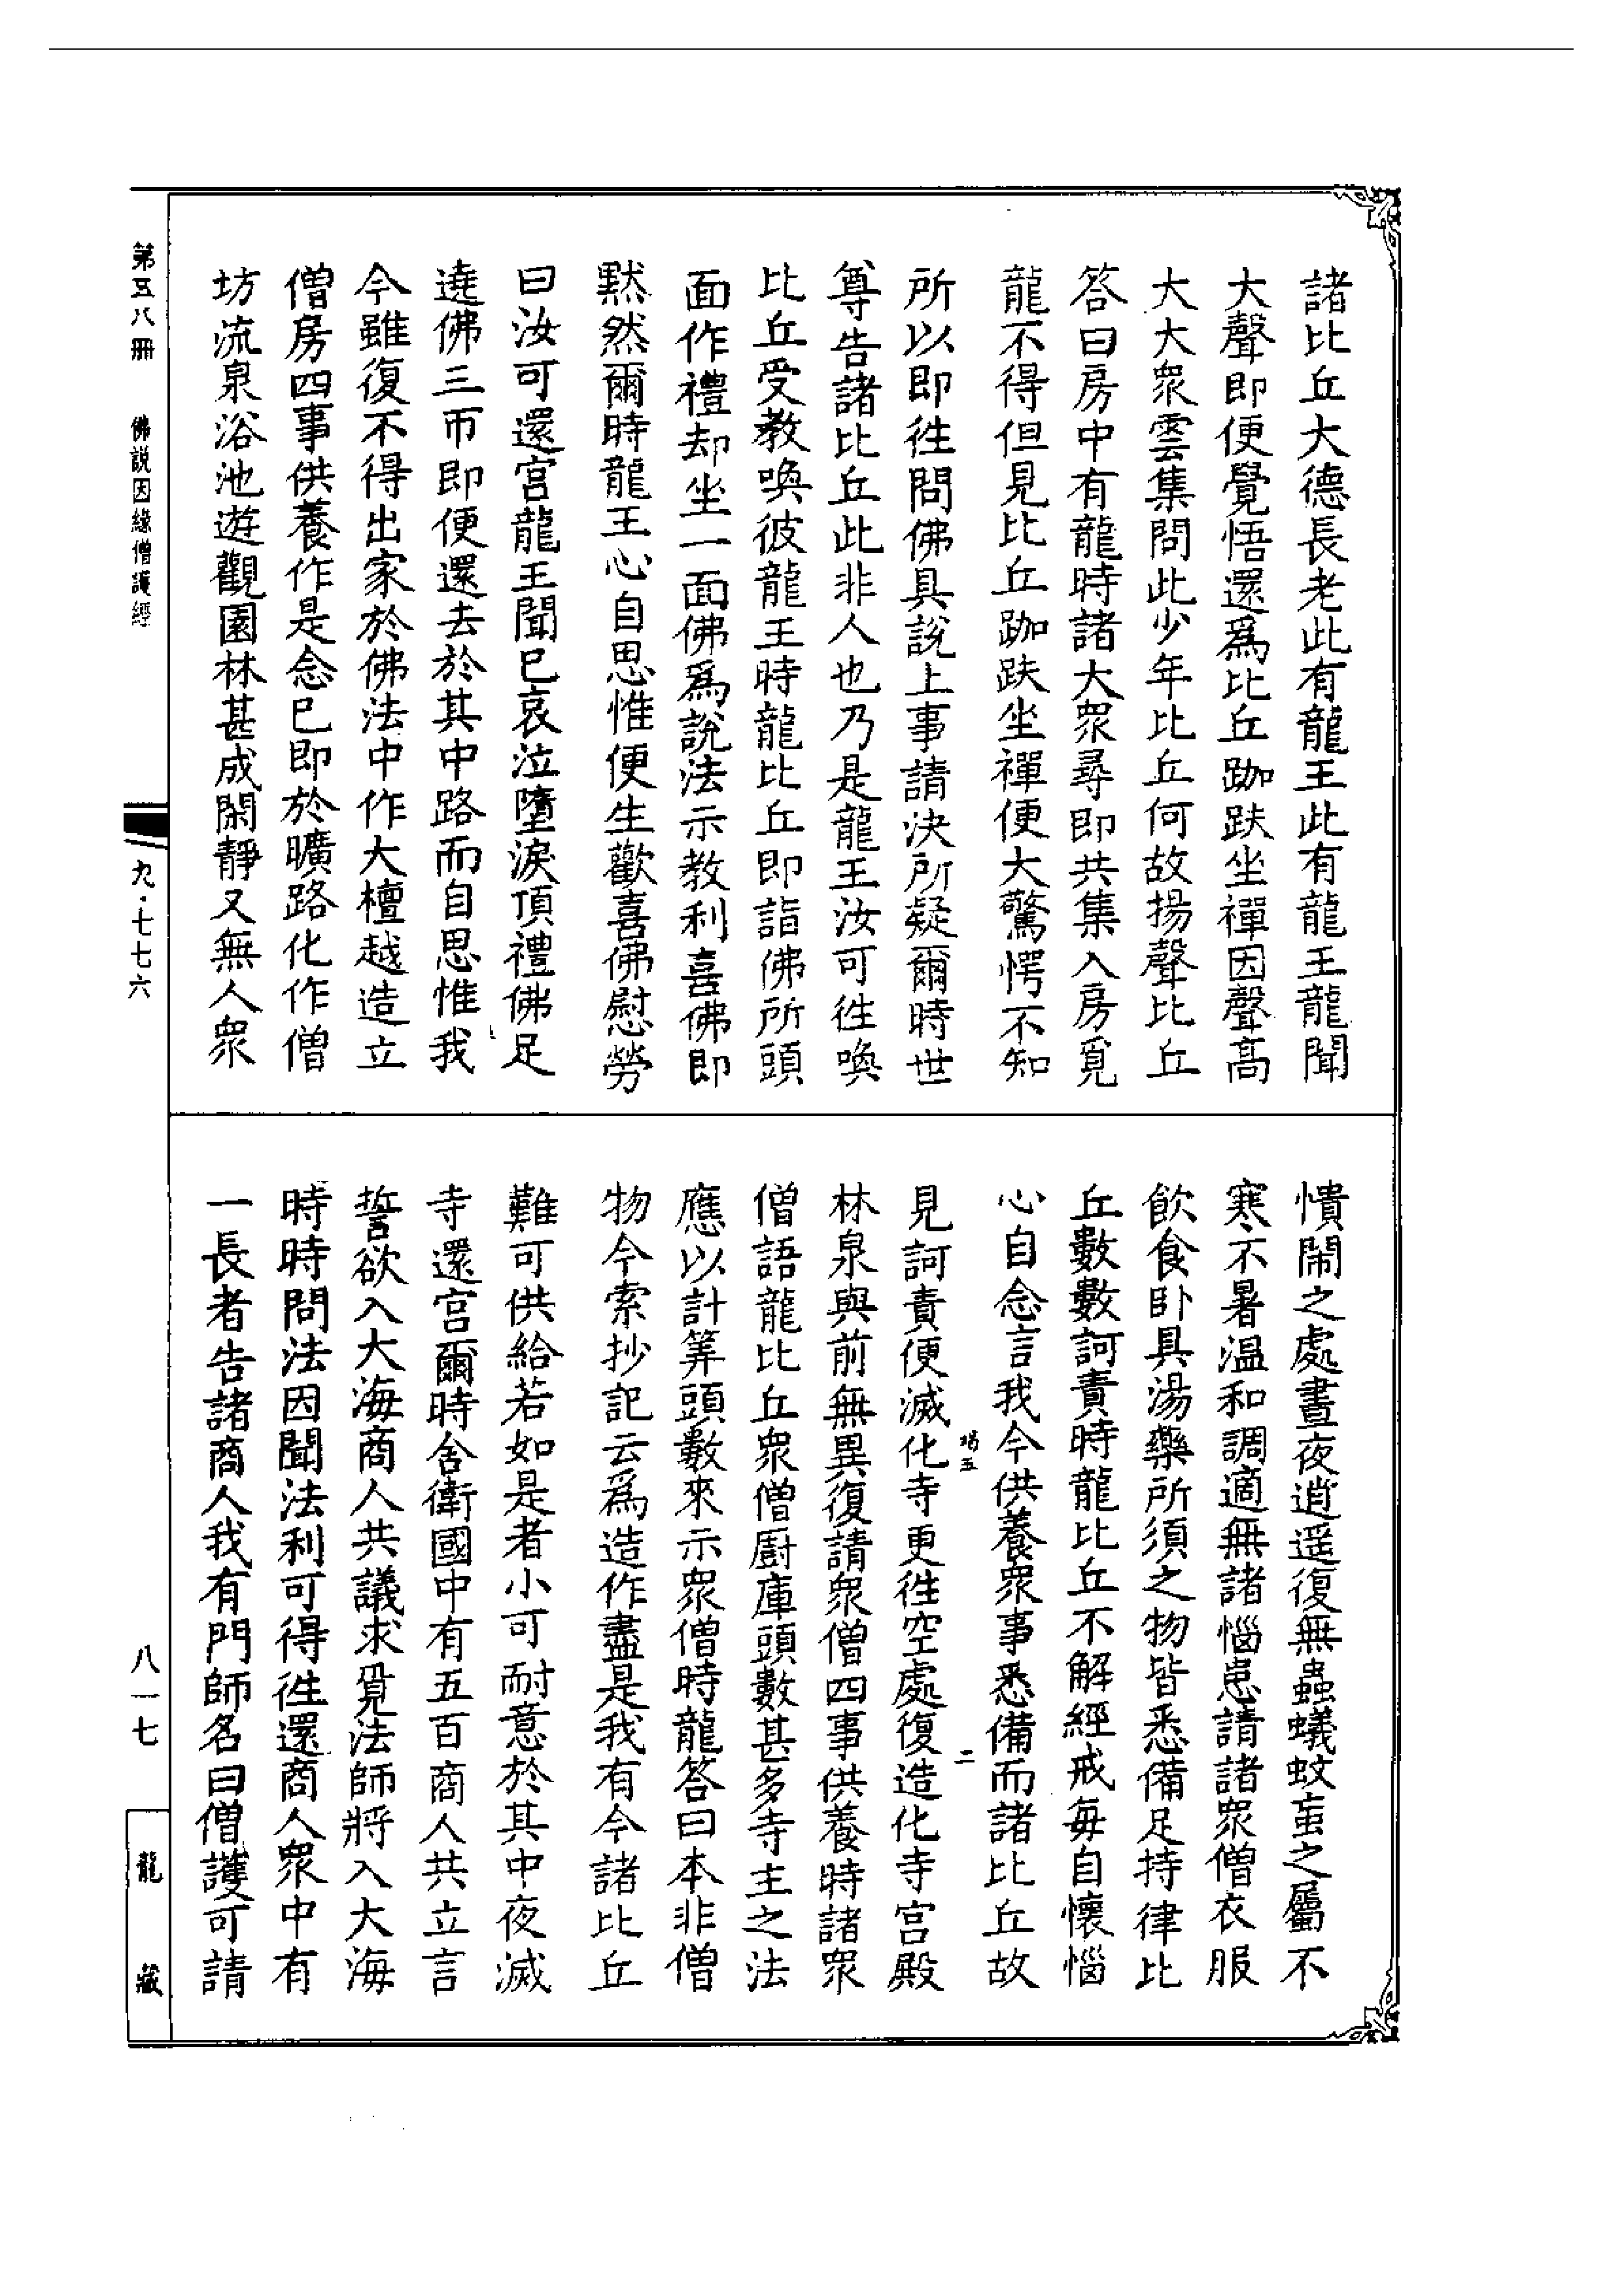 諸比丘大德長老此有龍王此有龍王龍聞
大聲即便覺悟還爲比丘跏趺坐禪因聲高
大大衆雲集問此少年比丘何故揚聲比丘
答曰房中有龍時諸大衆尋即共集入房覓
龍不得但見比丘跏趺坐禪便大驚愕不知
所以即徃問佛具說上事請決所疑爾時世
尊告諸比丘此非人也乃是龍王汝可徃喚
比丘受教喚彼龍王時龍比丘即詣佛所頭
面作禮却坐一面佛爲說法示教利喜佛即
黙然爾時龍王心自思惟便生歡喜佛慰勞
曰汝可還宫龍王聞已哀泣墮淚頂禮佛足
遶佛三帀即便還去於其中路而自思惟我
今雖復不得出家於佛法中作大檀越造立
僧房四事供養作是念已即於曠路化作僧
坊流泉浴池遊觀園林甚成閑靜又無人衆
憒閙之處晝夜逍遥復無蟲蟻蚊䖟之屬不
寒不暑温和調適無諸惱患請諸衆僧衣服
飲食卧具湯藥所須之物皆悉備足持律比
丘數數訶責時龍比丘不解經戒每自懷惱
心自念言我今供養衆事悉備而諸比丘故
見訶責便滅化寺更徃空處復造化寺宫殿
塲五 二
林泉與前無異復請衆僧四事供養時諸衆
僧語龍比丘衆僧厨庫頭數甚多寺主之法
應以計筭頭數來示衆僧時龍答曰本非僧
物今索抄記云爲造作盡是我有今諸比丘
難可供給若如是者小可耐意於其中夜滅
寺還宫爾時舍衛國中有五百商人共立言
誓欲入大海商人共議求覓法師將入大海
時時問法因聞法利可得徃還商人衆中有
一長者告諸商人我有門師名曰僧護可請
第五八冊 佛説因緣僧護經
九·七七六
八一七
龍藏